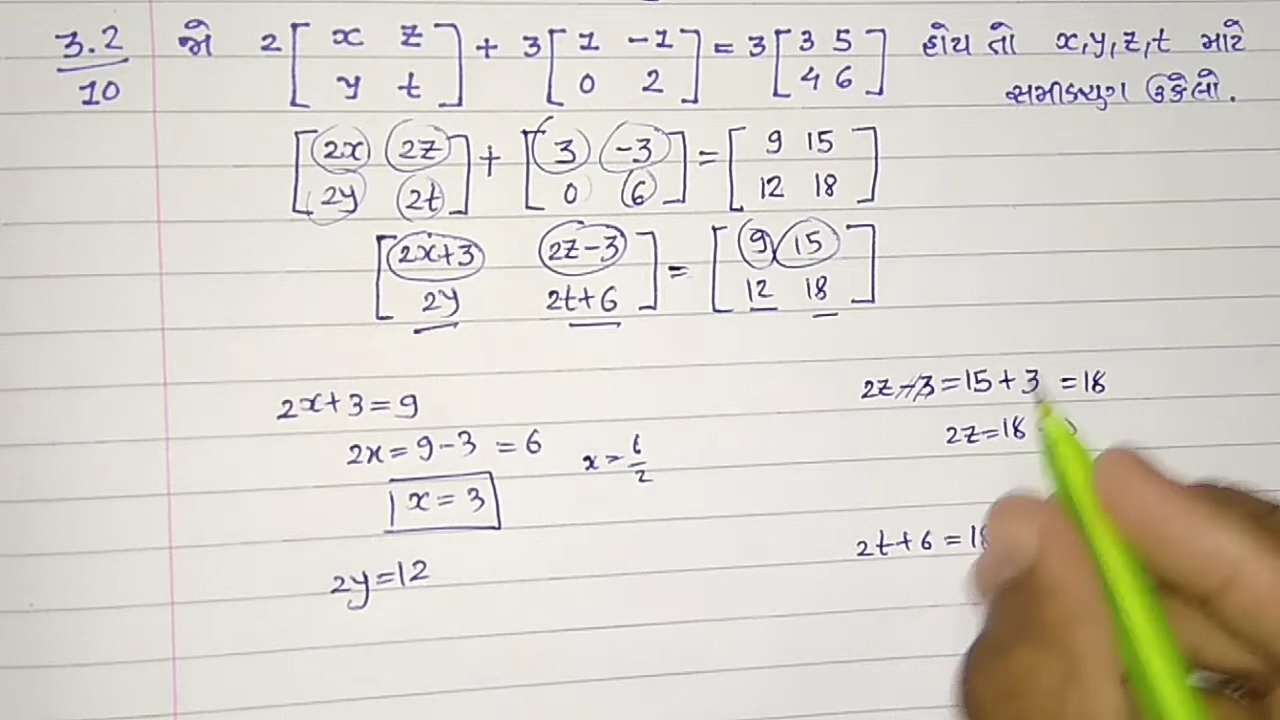 3.2/10 જો 2[x z; y t] + 3[1 -1; 0 2] = 3[3 5; 4 6] હોય તો x,y,z,t માટે
સમીકરણ ઉકેલો.
[2x 2z; 2y 2t] + [3 -3; 0 6] = [9 15; 12 18]
[2x+3 2z-3; 2y 2t+6] = [9 15; 12 18]
2x+3=9
2x=9-3=6 x=6/2
x=3
2y=12
2z-3=15+3=18
2z=18
2t+6=18